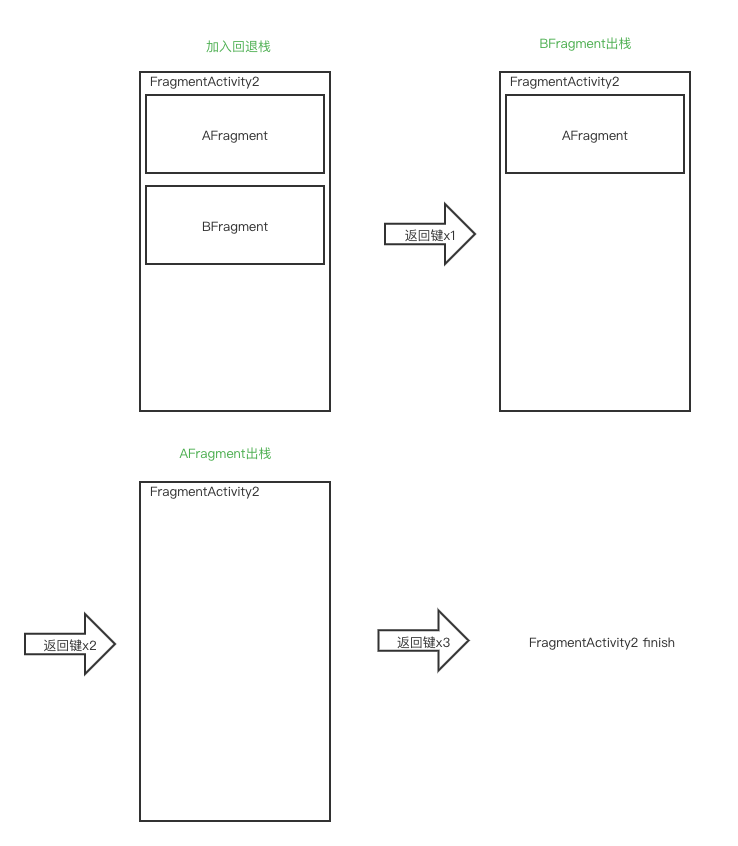 加入回退栈
FragmentActivity2
AFragment
BFragment
返回键x1
BFragment出栈
FragmentActivity2
AFragment
返回键x2
AFragment出栈
FragmentActivity2
返回键x3
FragmentActivity2 finish